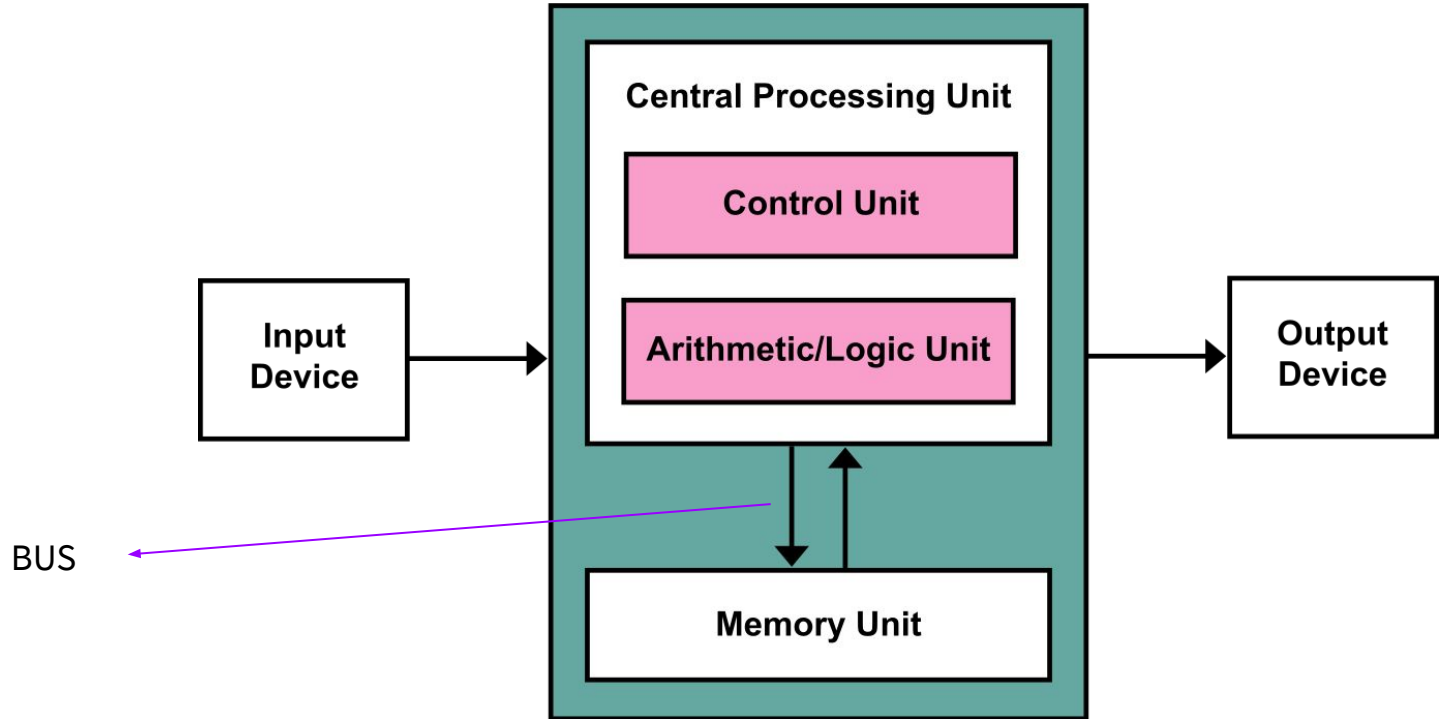 Central Processing Unit
Control Unit
Arithmetic/Logic Unit
Input
Device
Output
Device
BUS
Memory Unit